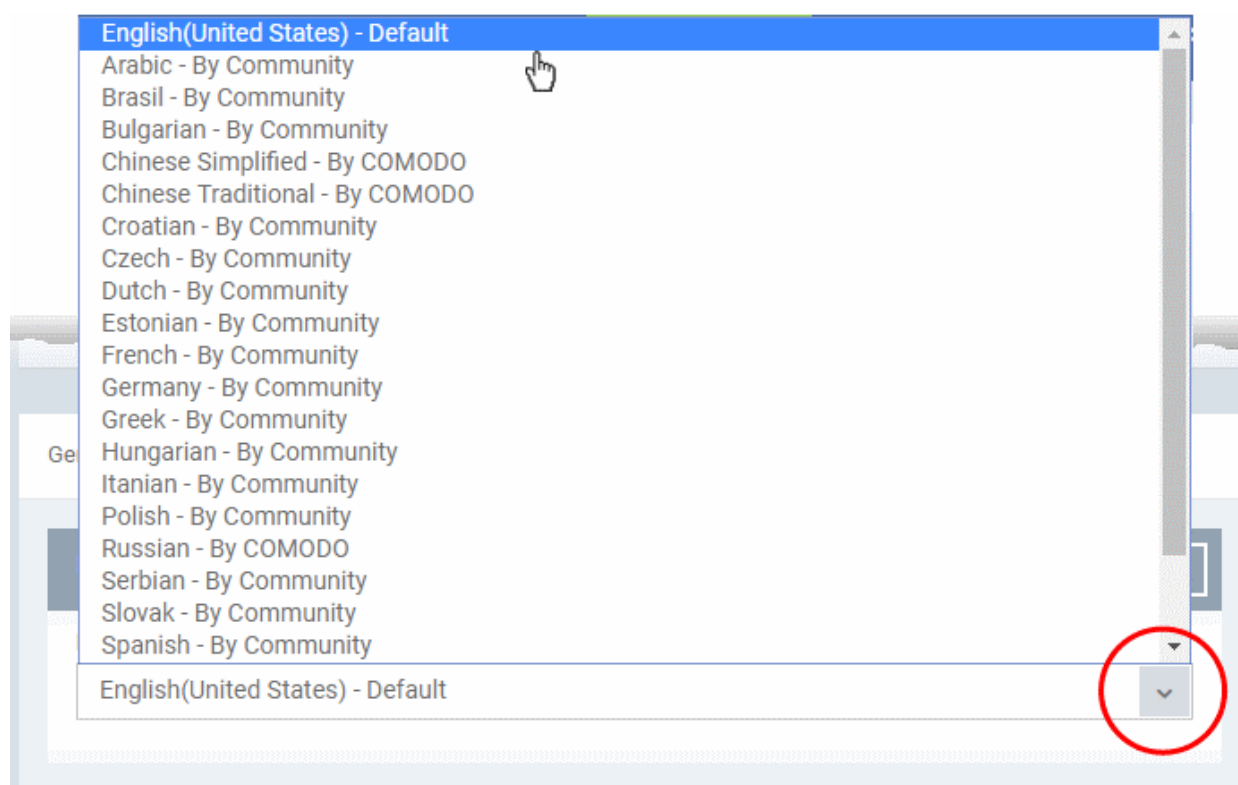 English(United States) - Default
Arabic - By Community
Brasil - By Community
Bulgarian - By Community
Chinese Simplified - By COMODO
Chinese Traditional - By COMODO
Croatian - By Community
Czech - By Community
Dutch - By Community
Estonian - By Community
French - By Community
Germany - By Community
Greek - By Community
Hungarian - By Community
Itanian - By Community
Polish - By Community
Russian - By COMODO
Serbian - By Community
Slovak - By Community
Spanish - By Community
English(United States) - Default